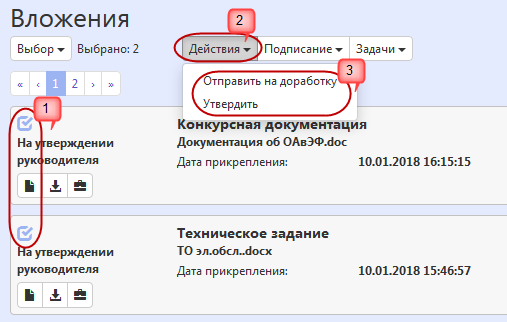 Вложения
2
Выбор Выбрано: 2 Действия Подписание Задачи
3
« ‹ 1 2 › »
Отправить на доработку
Утвердить
1
Конкурсная документация
На утверждении руководителя
Документация об ОАвЭФ.doc
Дата прикрепления: 10.01.2018 16:15:15
Техническое задание
На утверждении руководителя
ТО эл.обсл..docx
Дата прикрепления: 10.01.2018 15:46:57